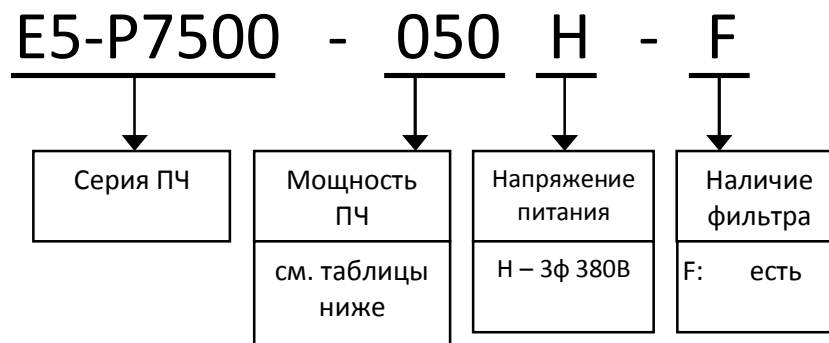 E5-P7500 - 050 H - F
Серия ПЧ
Мощность
ПЧ
см. таблицы
ниже
Напряжение
питания
Н – 3ф 380В
Наличие
фильтра
F: есть